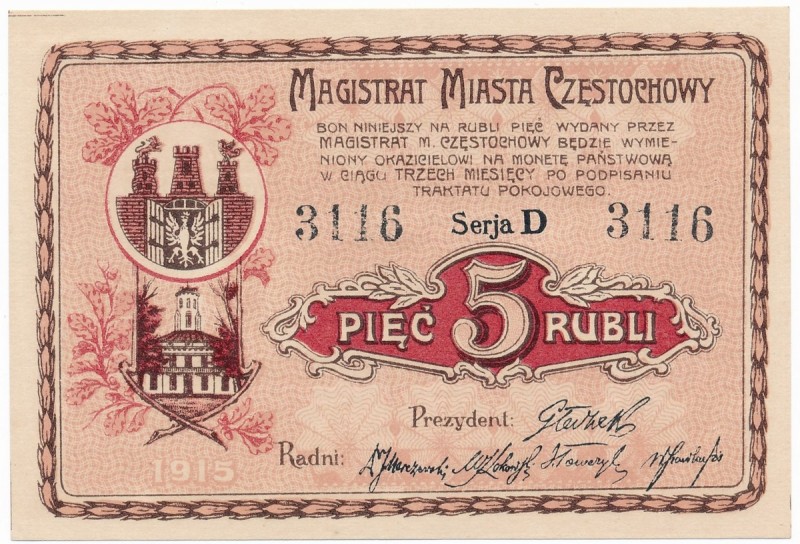 MAGISTRAT MIASTA CZĘSTOCHOWY
BON NINIEJSZY NA RUBLI PIĘĆ WYDANY PRZEZ
MAGISTRAT M. CZĘSTOCHOWY BĘDZIE WYMIE-
NIONY OKAZICIELOWI NA MONETĘ PAŃSTWOWĄ
W CIĄGU TRZECH MIESIĘCY PO PODPISANIU
TRAKTATU POKOJOWEGO.
3116 Serja D 3116
PIĘĆ 5 RUBLI
Prezydent:
Radni:
1915